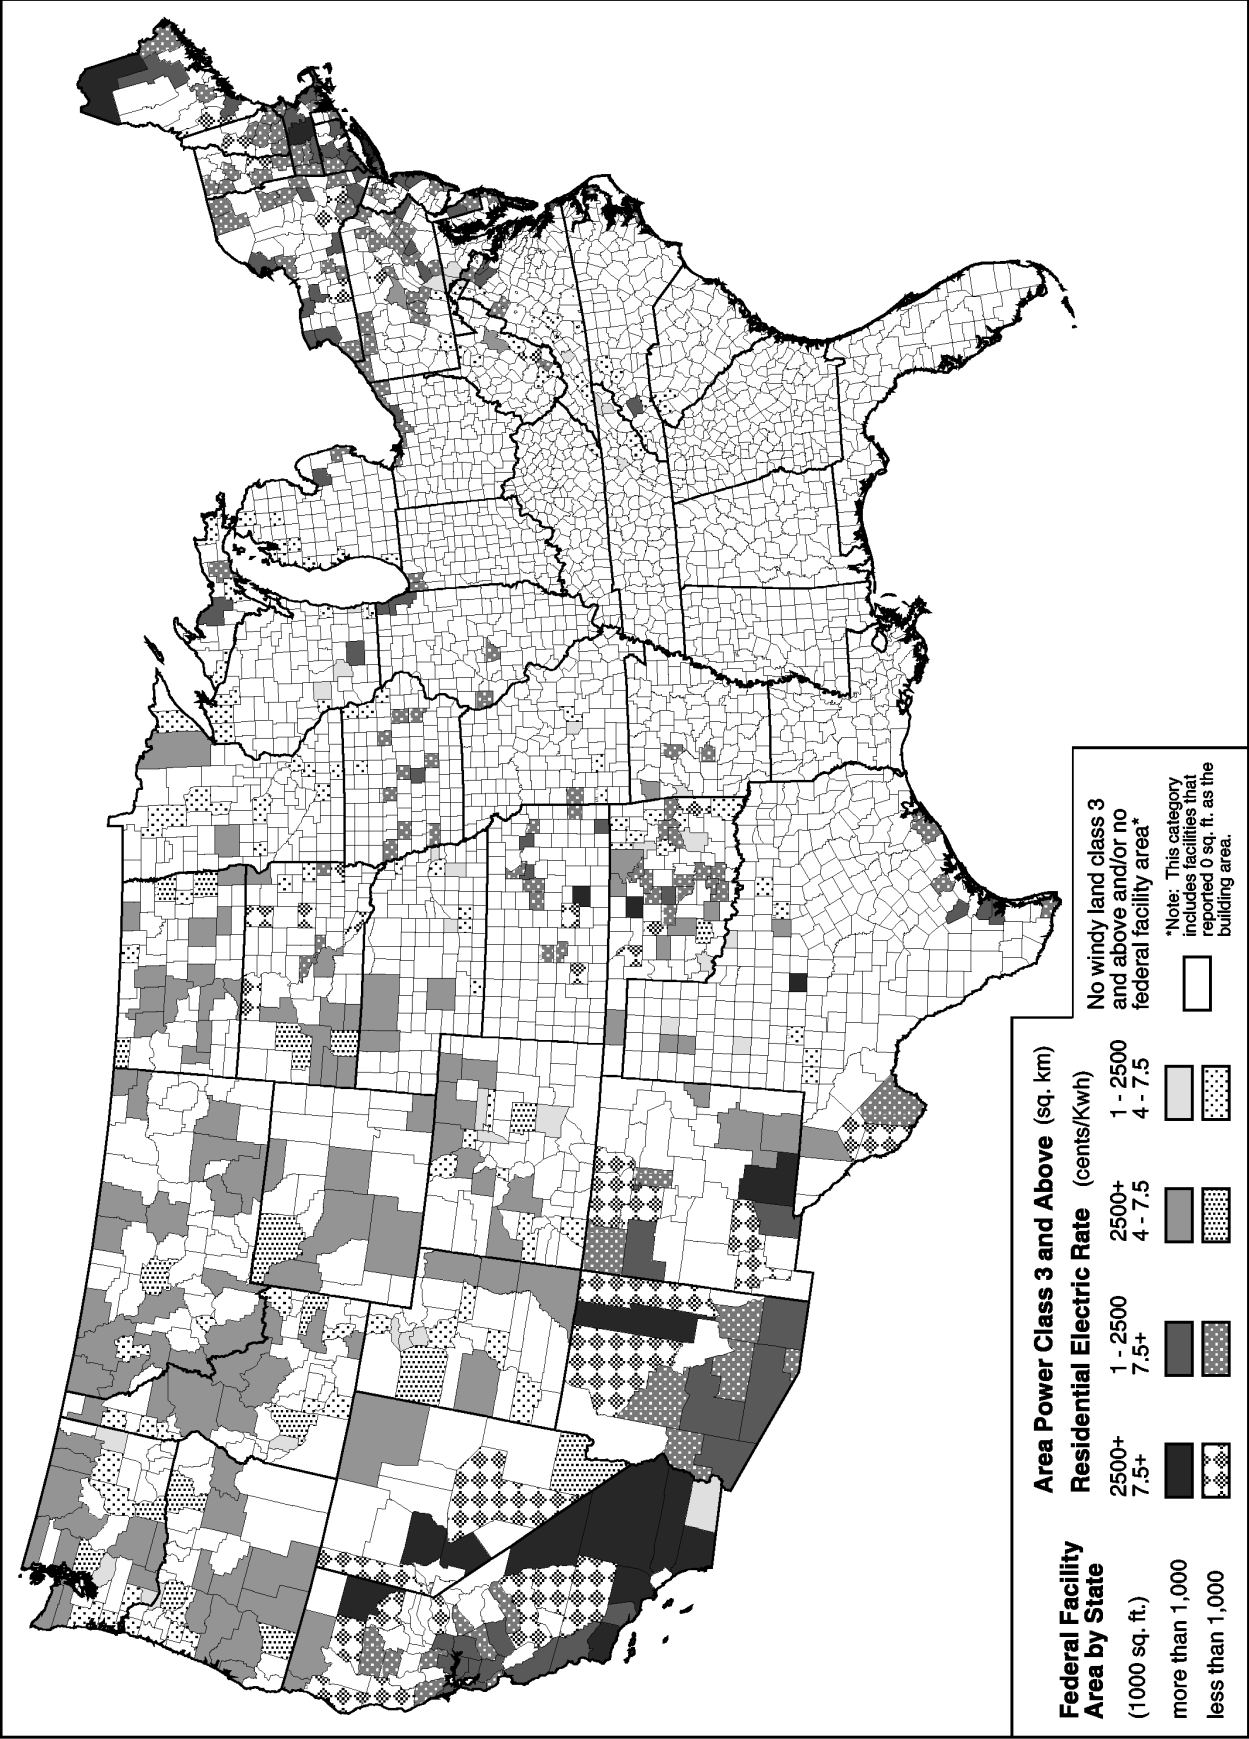 Federal Facility
Area by State
(1000 sq. ft.)
more than 1,000
less than 1,000
Area Power Class 3 and Above (sq. km)
Residential Electric Rate (cents/Kwh)
2500+
7.5+
1 - 2500
7.5+
2500+
4 - 7.5
1 - 2500
4 - 7.5
No windy land class 3
and above and/or no
federal facility area*
*Note: This category
includes facilities that
reported 0 sq. ft. as the
building area.